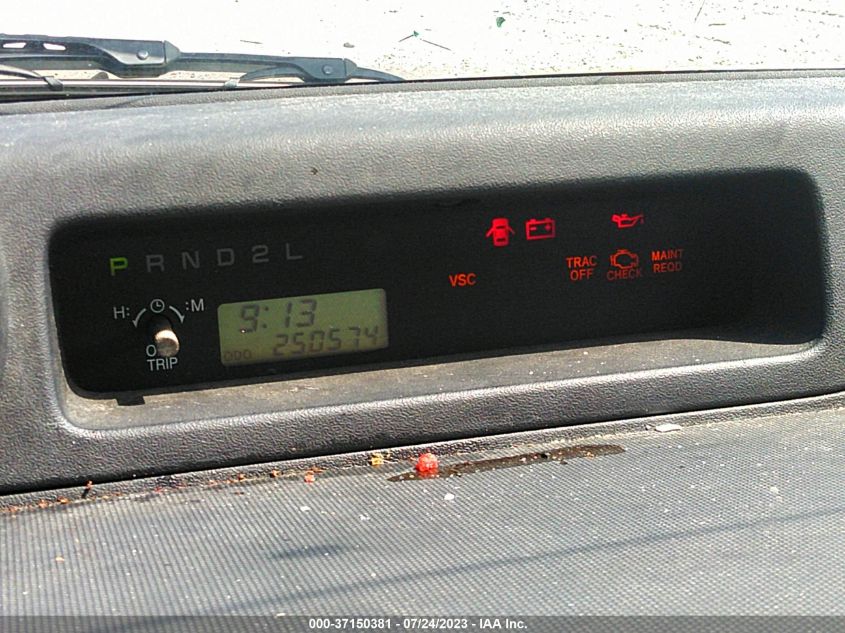 P R N D 2 L
H: :M
0
TRIP
9:13
ODO 250574
VSC
TRAC
OFF
CHECK
MAINT
REQD
000-37150381 - 07/24/2023 - IAA Inc.